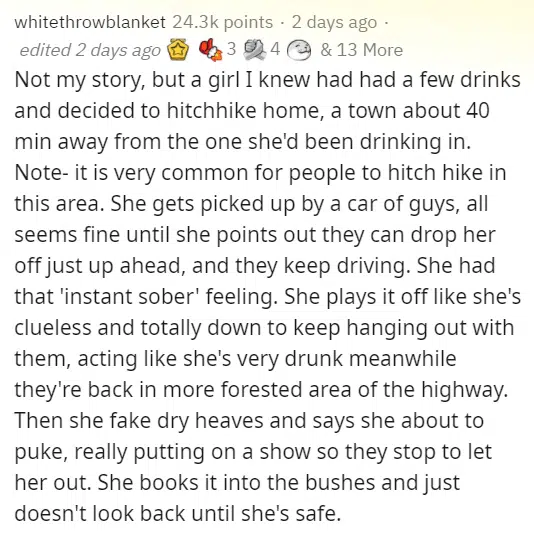 whitethrowblanket 24.3k points · 2 days ago ·
edited 2 days ago 3 4 & 13 More
Not my story, but a girl I knew had had a few drinks
and decided to hitchhike home, a town about 40
min away from the one she'd been drinking in.
Note- it is very common for people to hitch hike in
this area. She gets picked up by a car of guys, all
seems fine until she points out they can drop her
off just up ahead, and they keep driving. She had
that 'instant sober' feeling. She plays it off like she's
clueless and totally down to keep hanging out with
them, acting like she's very drunk meanwhile
they're back in more forested area of the highway.
Then she fake dry heaves and says she about to
puke, really putting on a show so they stop to let
her out. She books it into the bushes and just
doesn't look back until she's safe.